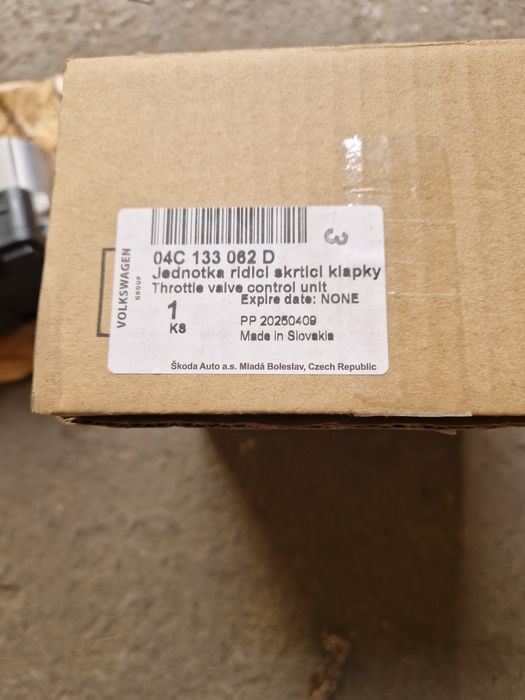 VOLKSWAGEN
GROUP
3
04C 133 062 D
Jednotka ridici skrtici klapky
Throttle valve control unit
Expire date: NONE
1
KS
PP 20250409
Made in Slovakia
Škoda Auto a.s. Mladá Boleslav, Czech Republic